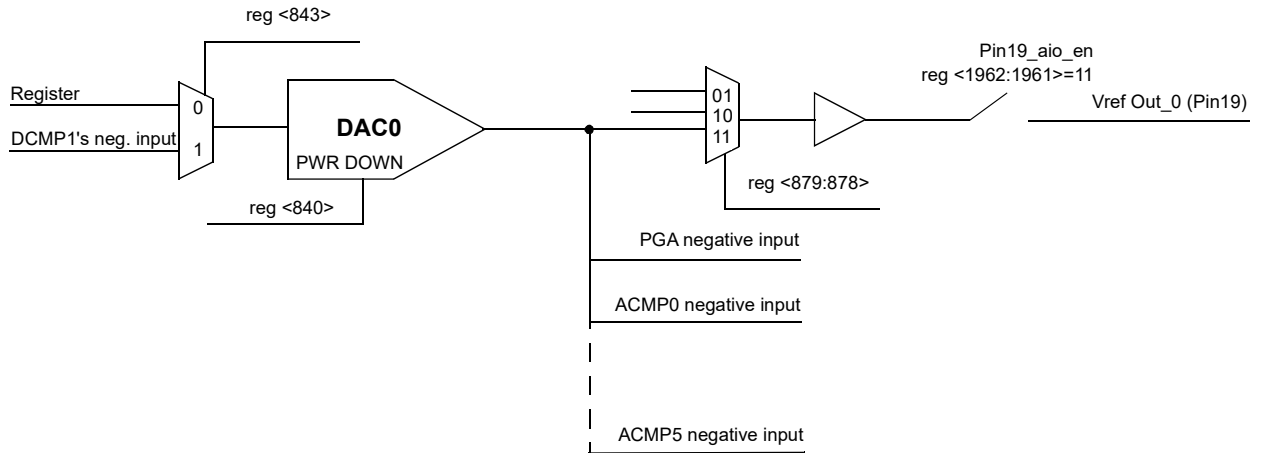 reg <843>
Pin19_aio_en
reg <1962:1961>=11
Register
0
01
Vref Out_0 (Pin19)
10
DAC0
11
DCMP1's neg. input
1
PWR DOWN
reg <879:878>
reg <840>
PGA negative input
ACMP0 negative input
ACMP5 negative input